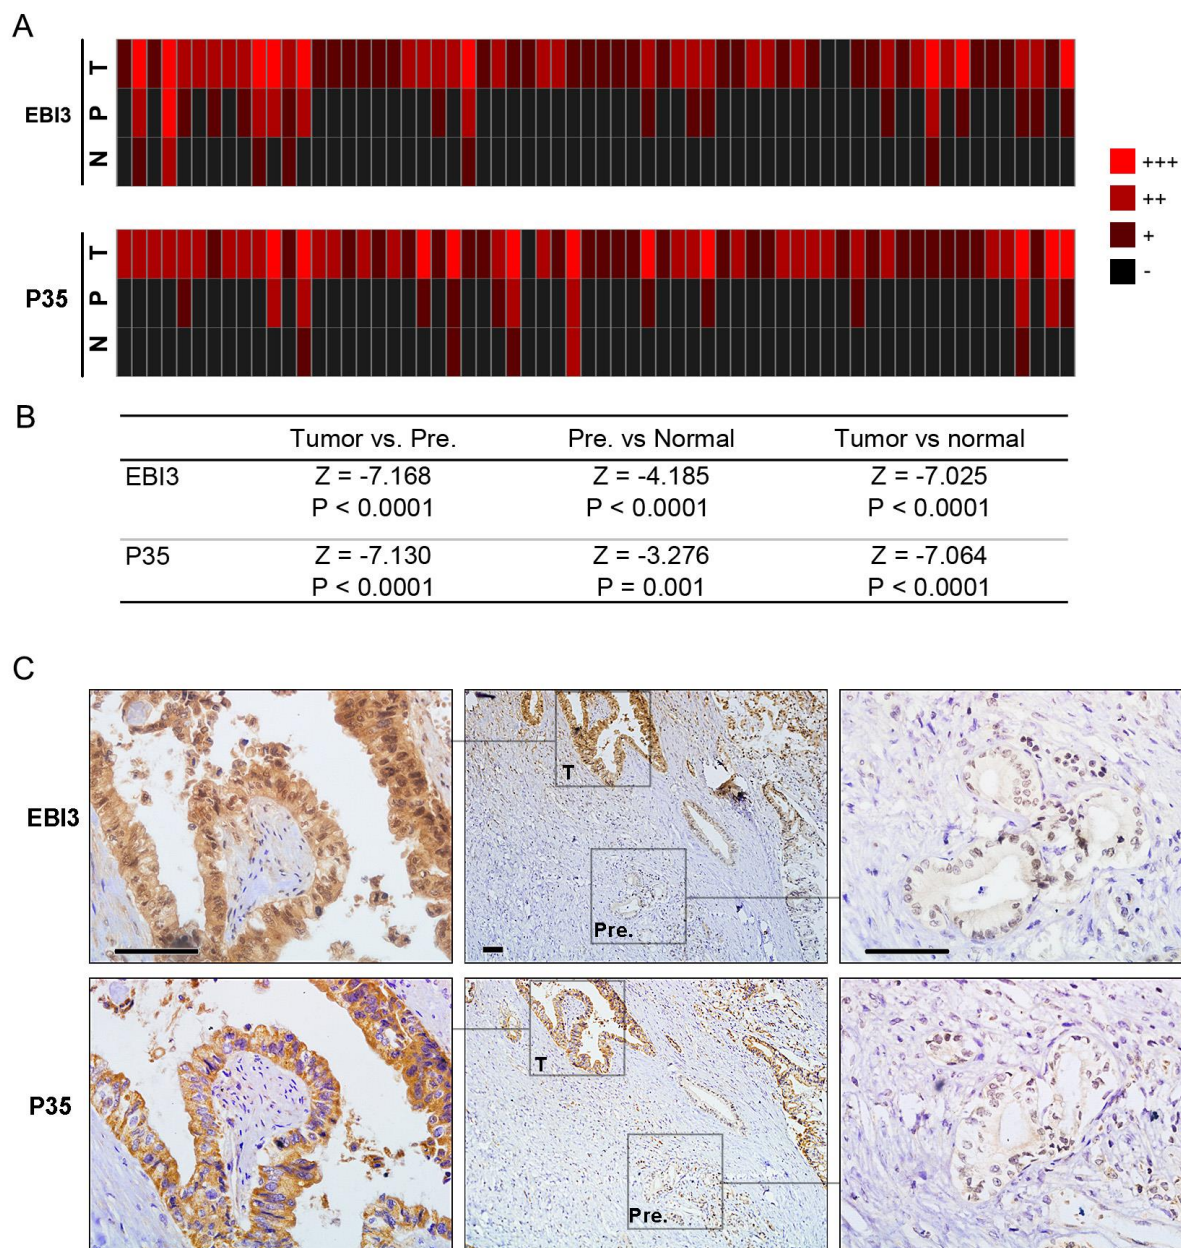 A
EBI3
T
P
N
+++
++
+
-
P35
T
P
N
B
Tumor vs. Pre.
Pre. vs Normal
Tumor vs normal
EBI3
Z = -7.168
Z = -4.185
Z = -7.025
P < 0.0001
P < 0.0001
P < 0.0001
P35
Z = -7.130
Z = -3.276
Z = -7.064
P < 0.0001
P = 0.001
P < 0.0001
C
EBI3
T
Pre.
P35
T
Pre.